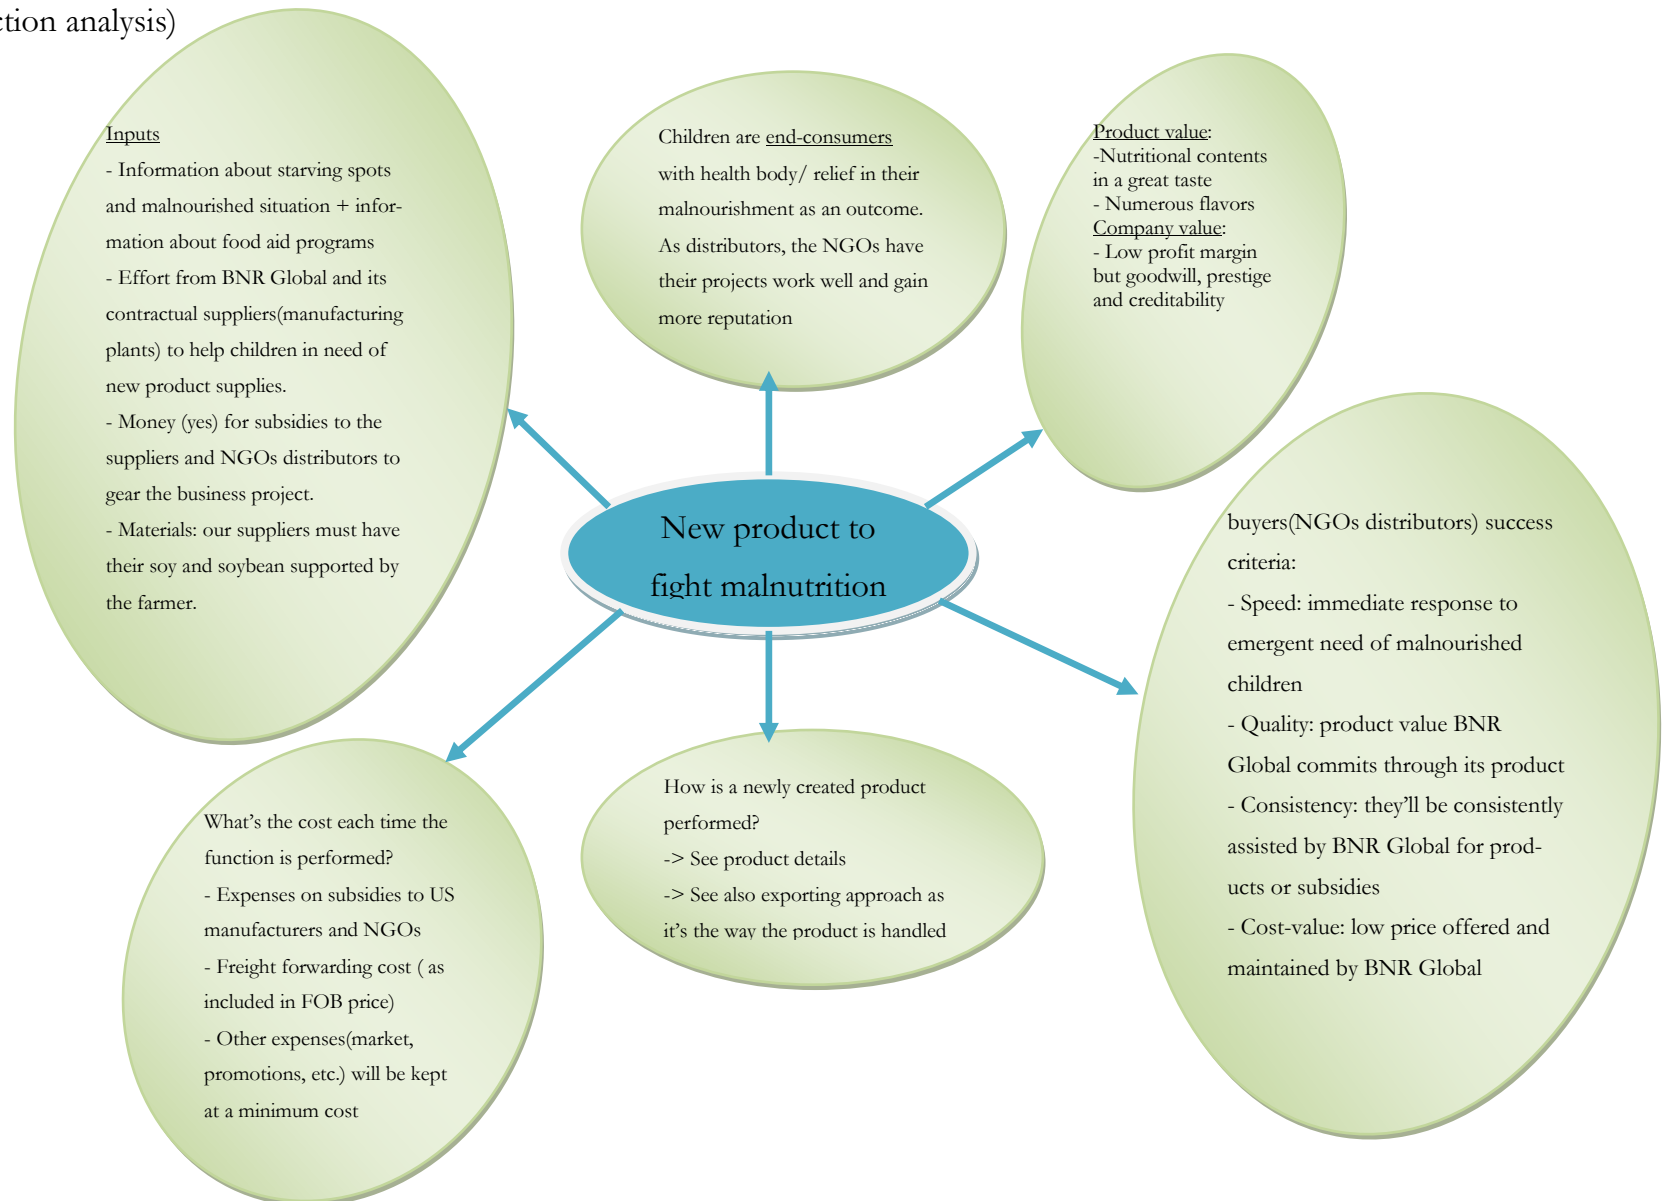 ction analysis)
Inputs
- Information about starving spots
and malnourished situation + infor-
mation about food aid programs
- Effort from BNR Global and its
contractual suppliers(manufacturing
plants) to help children in need of
new product supplies.
- Money (yes) for subsidies to the
suppliers and NGOs distributors to
gear the business project.
- Materials: our suppliers must have
their soy and soybean supported by
the farmer.
Children are end-consumers
with health body/ relief in their
malnourishment as an outcome.
As distributors, the NGOs have
their projects work well and gain
more reputation
Product value:
-Nutritional contents
in a great taste
- Numerous flavors
Company value:
- Low profit margin
but goodwill, prestige
and creditability
New product to
fight malnutrition
buyers(NGOs distributors) success
criteria:
- Speed: immediate response to
emergent need of malnourished
children
- Quality: product value BNR
Global commits through its product
- Consistency: they’ll be consistently
assisted by BNR Global for prod-
ucts or subsidies
- Cost-value: low price offered and
maintained by BNR Global
What’s the cost each time the
function is performed?
- Expenses on subsidies to US
manufacturers and NGOs
- Freight forwarding cost ( as
included in FOB price)
- Other expenses(market,
promotions, etc.) will be kept
at a minimum cost
How is a newly created product
performed?
-> See product details
-> See also exporting approach as
it’s the way the product is handled